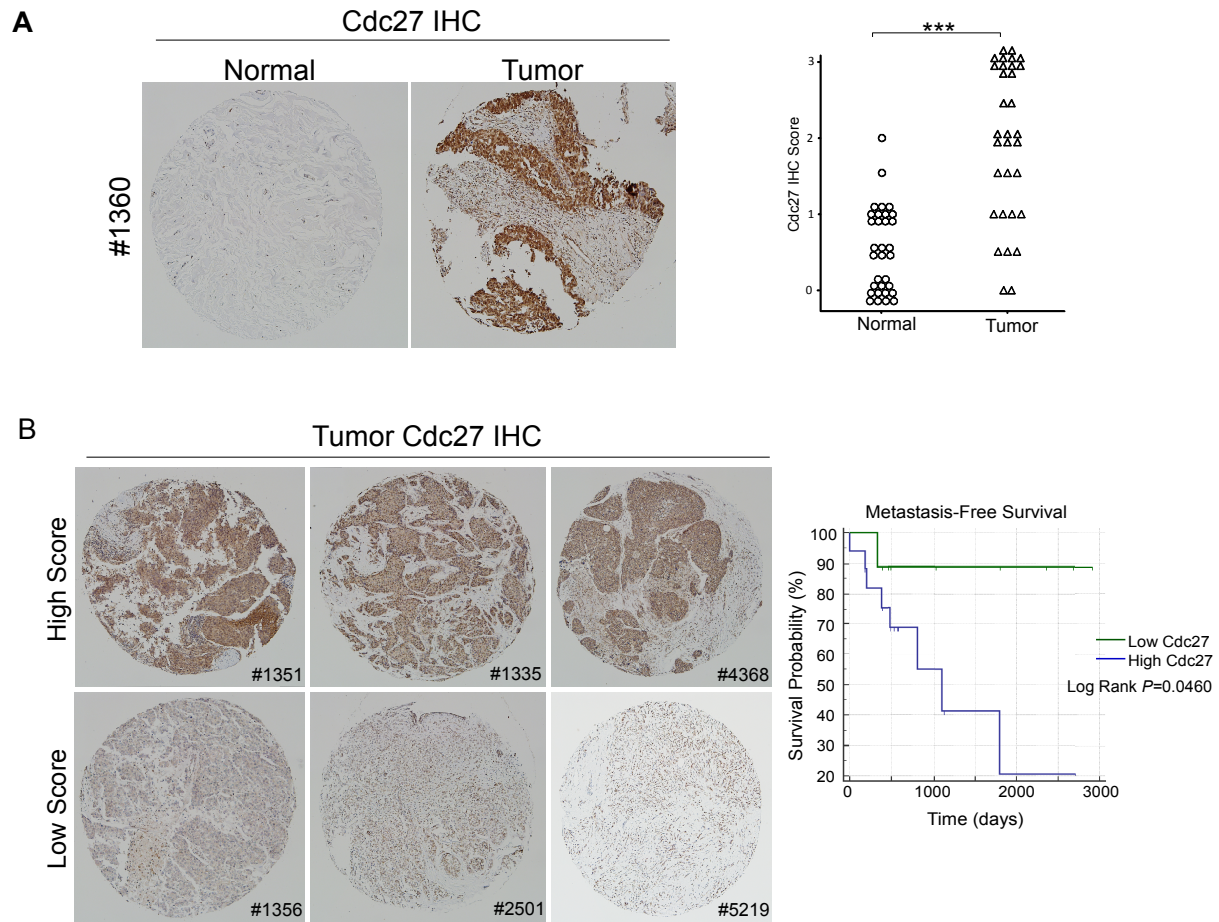 A
Cdc27 IHC
Normal
Tumor
#1360
***
Cdc27 IHC Score
3
2
1
0
Normal
Tumor
B
Tumor Cdc27 IHC
High Score
#1351
#1335
#4368
Low Score
#1356
#2501
#5219
Metastasis-Free Survival
Survival Probability (%)
100
90
80
70
60
50
40
30
20
0 1000 2000 3000
Time (days)
Low Cdc27
High Cdc27
Log Rank P=0.0460